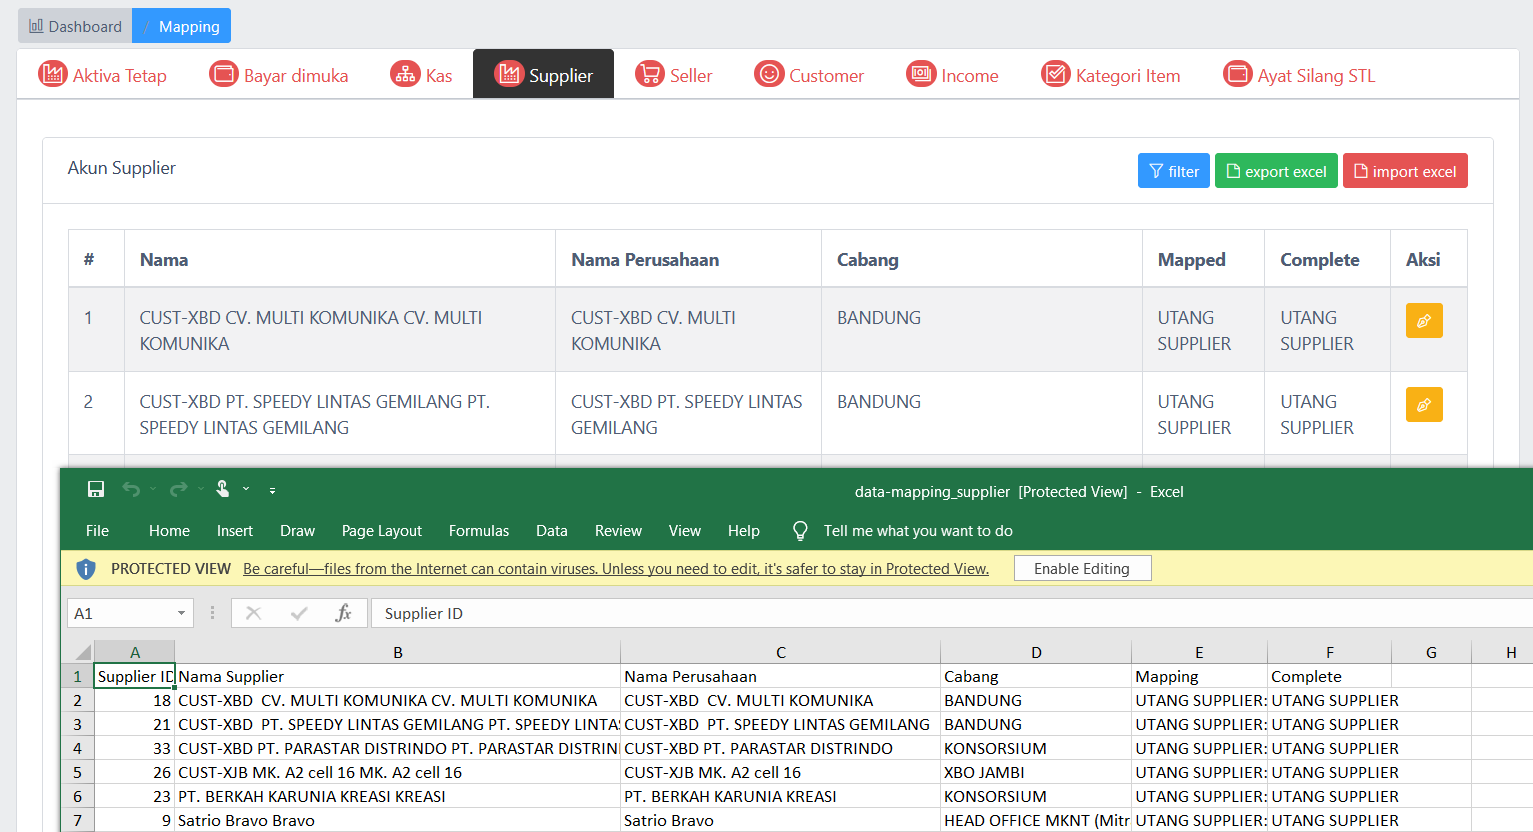 Dashboard / Mapping
Aktiva Tetap Bayar dimuka Kas Supplier Seller Customer Income Kategori Item Ayat Silang STL
Akun Supplier filter export excel import excel
# Nama Nama Perusahaan Cabang Mapped Complete Aksi
1 CUST-XBD CV. MULTI KOMUNIKA CV. MULTI CUST-XBD CV. MULTI BANDUNG UTANG UTANG
KOMUNIKA KOMUNIKA SUPPLIER SUPPLIER
2 CUST-XBD PT. SPEEDY LINTAS GEMILANG PT. CUST-XBD PT. SPEEDY LINTAS BANDUNG UTANG UTANG
SPEEDY LINTAS GEMILANG GEMILANG SUPPLIER SUPPLIER
data-mapping_supplier [Protected View] - Excel
File Home Insert Draw Page Layout Formulas Data Review View Help Tell me what you want to do
PROTECTED VIEW Be careful—files from the Internet can contain viruses. Unless you need to edit, it's safer to stay in Protected View. Enable Editing
A1 fx Supplier ID
A B C D E F G H
1 Supplier ID Nama Supplier Nama Perusahaan Cabang Mapping Complete
2 18 CUST-XBD  CV. MULTI KOMUNIKA CV. MULTI KOMUNIKA CUST-XBD  CV. MULTI KOMUNIKA BANDUNG UTANG SUPPLIER: UTANG SUPPLIER
3 21 CUST-XBD  PT. SPEEDY LINTAS GEMILANG PT. SPEEDY LINTAS CUST-XBD  PT. SPEEDY LINTAS GEMILANG BANDUNG UTANG SUPPLIER: UTANG SUPPLIER
4 33 CUST-XBD PT. PARASTAR DISTRINDO PT. PARASTAR DISTRIN CUST-XBD PT. PARASTAR DISTRINDO KONSORSIUM UTANG SUPPLIER: UTANG SUPPLIER
5 26 CUST-XJB MK. A2 cell 16 MK. A2 cell 16 CUST-XJB MK. A2 cell 16 XBO JAMBI UTANG SUPPLIER: UTANG SUPPLIER
6 23 PT. BERKAH KARUNIA KREASI KREASI PT. BERKAH KARUNIA KREASI KONSORSIUM UTANG SUPPLIER: UTANG SUPPLIER
7 9 Satrio Bravo Bravo Satrio Bravo HEAD OFFICE MKNT (Mitr UTANG SUPPLIER: UTANG SUPPLIER